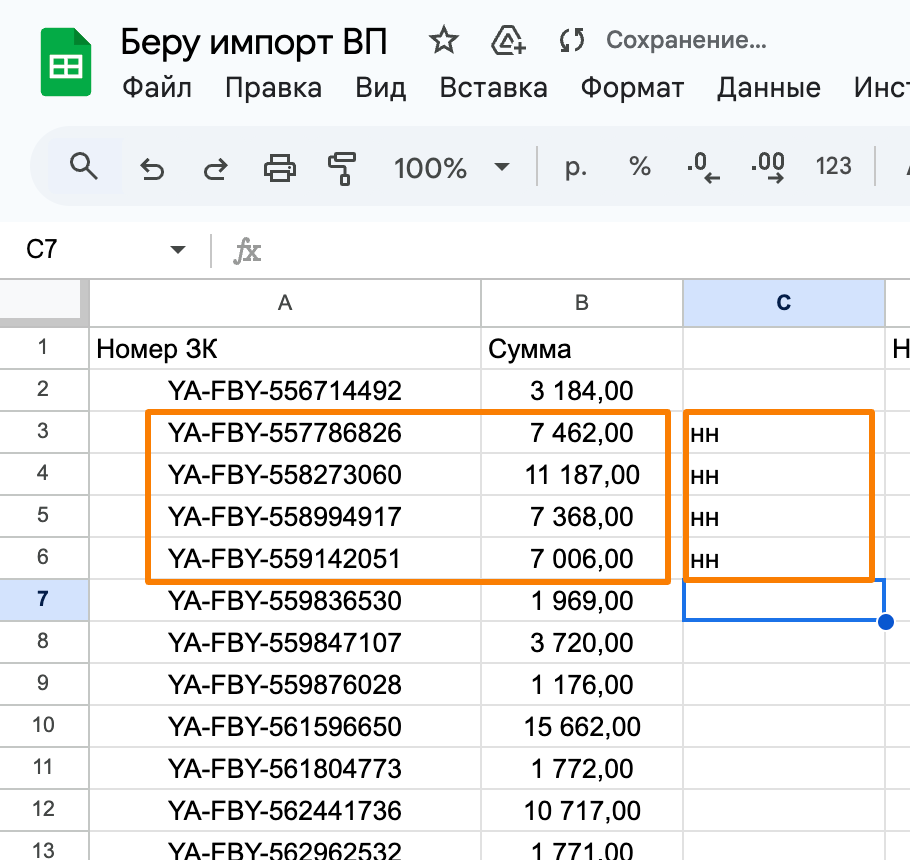 Беру импорт ВП Сохранение...
Файл Правка Вид Вставка Формат Данные Инст
100% р. % .0 .00 123
C7 fx
A B C
1 Номер ЗК Сумма Н
2 YA-FBY-556714492 3 184,00
3 YA-FBY-557786826 7 462,00 нн
4 YA-FBY-558273060 11 187,00 нн
5 YA-FBY-558994917 7 368,00 нн
6 YA-FBY-559142051 7 006,00 нн
7 YA-FBY-559836530 1 969,00
8 YA-FBY-559847107 3 720,00
9 YA-FBY-559876028 1 176,00
10 YA-FBY-561596650 15 662,00
11 YA-FBY-561804773 1 772,00
12 YA-FBY-562441736 10 717,00
13 YA-FBY-562962532 1 771,00